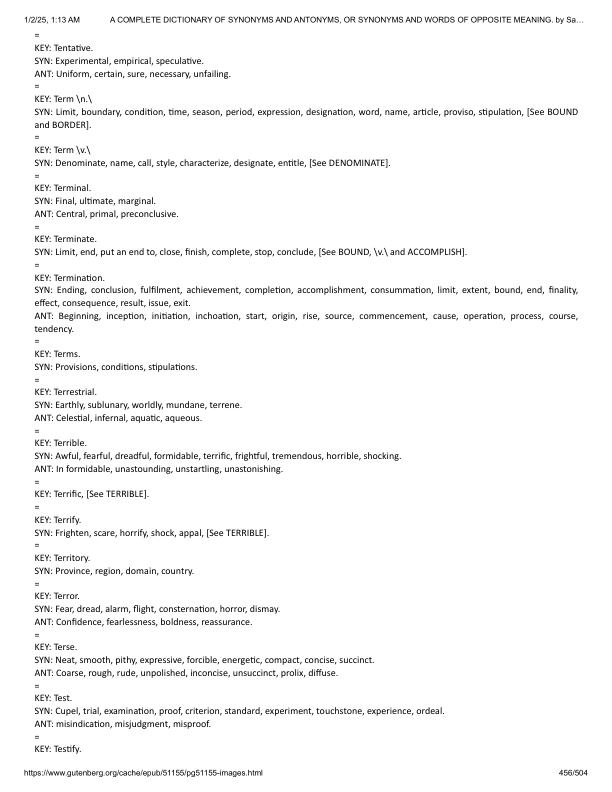 1/2/25, 1:13 AM A COMPLETE DICTIONARY OF SYNONYMS AND ANTONYMS, OR SYNONYMS AND WORDS OF OPPOSITE MEANING. by Sa…
=
KEY: Tentative.
SYN: Experimental, empirical, speculative.
ANT: Uniform, certain, sure, necessary, unfailing.
=
KEY: Term \n.\
SYN: Limit, boundary, condition, time, season, period, expression, designation, word, name, article, proviso, stipulation, [See BOUND
and BORDER].
=
KEY: Term \v.\
SYN: Denominate, name, call, style, characterize, designate, entitle, [See DENOMINATE].
=
KEY: Terminal.
SYN: Final, ultimate, marginal.
ANT: Central, primal, preconclusive.
=
KEY: Terminate.
SYN: Limit, end, put an end to, close, finish, complete, stop, conclude, [See BOUND, \v.\ and ACCOMPLISH].
=
KEY: Termination.
SYN: Ending, conclusion, fulfilment, achievement, completion, accomplishment, consummation, limit, extent, bound, end, finality,
effect, consequence, result, issue, exit.
ANT: Beginning, inception, initiation, inchoation, start, origin, rise, source, commencement, cause, operation, process, course,
tendency.
=
KEY: Terms.
SYN: Provisions, conditions, stipulations.
=
KEY: Terrestrial.
SYN: Earthly, sublunary, worldly, mundane, terrene.
ANT: Celestial, infernal, aquatic, aqueous.
=
KEY: Terrible.
SYN: Awful, fearful, dreadful, formidable, terrific, frightful, tremendous, horrible, shocking.
ANT: In formidable, unastounding, unstartling, unastonishing.
=
KEY: Terrific, [See TERRIBLE].
=
KEY: Terrify.
SYN: Frighten, scare, horrify, shock, appal, [See TERRIBLE].
=
KEY: Territory.
SYN: Province, region, domain, country.
=
KEY: Terror.
SYN: Fear, dread, alarm, flight, consternation, horror, dismay.
ANT: Confidence, fearlessness, boldness, reassurance.
=
KEY: Terse.
SYN: Neat, smooth, pithy, expressive, forcible, energetic, compact, concise, succinct.
ANT: Coarse, rough, rude, unpolished, inconcise, unsuccinct, prolix, diffuse.
=
KEY: Test.
SYN: Cupel, trial, examination, proof, criterion, standard, experiment, touchstone, experience, ordeal.
ANT: misindication, misjudgment, misproof.
=
KEY: Testify.
https://www.gutenberg.org/cache/epub/51155/pg51155-images.html 456/504